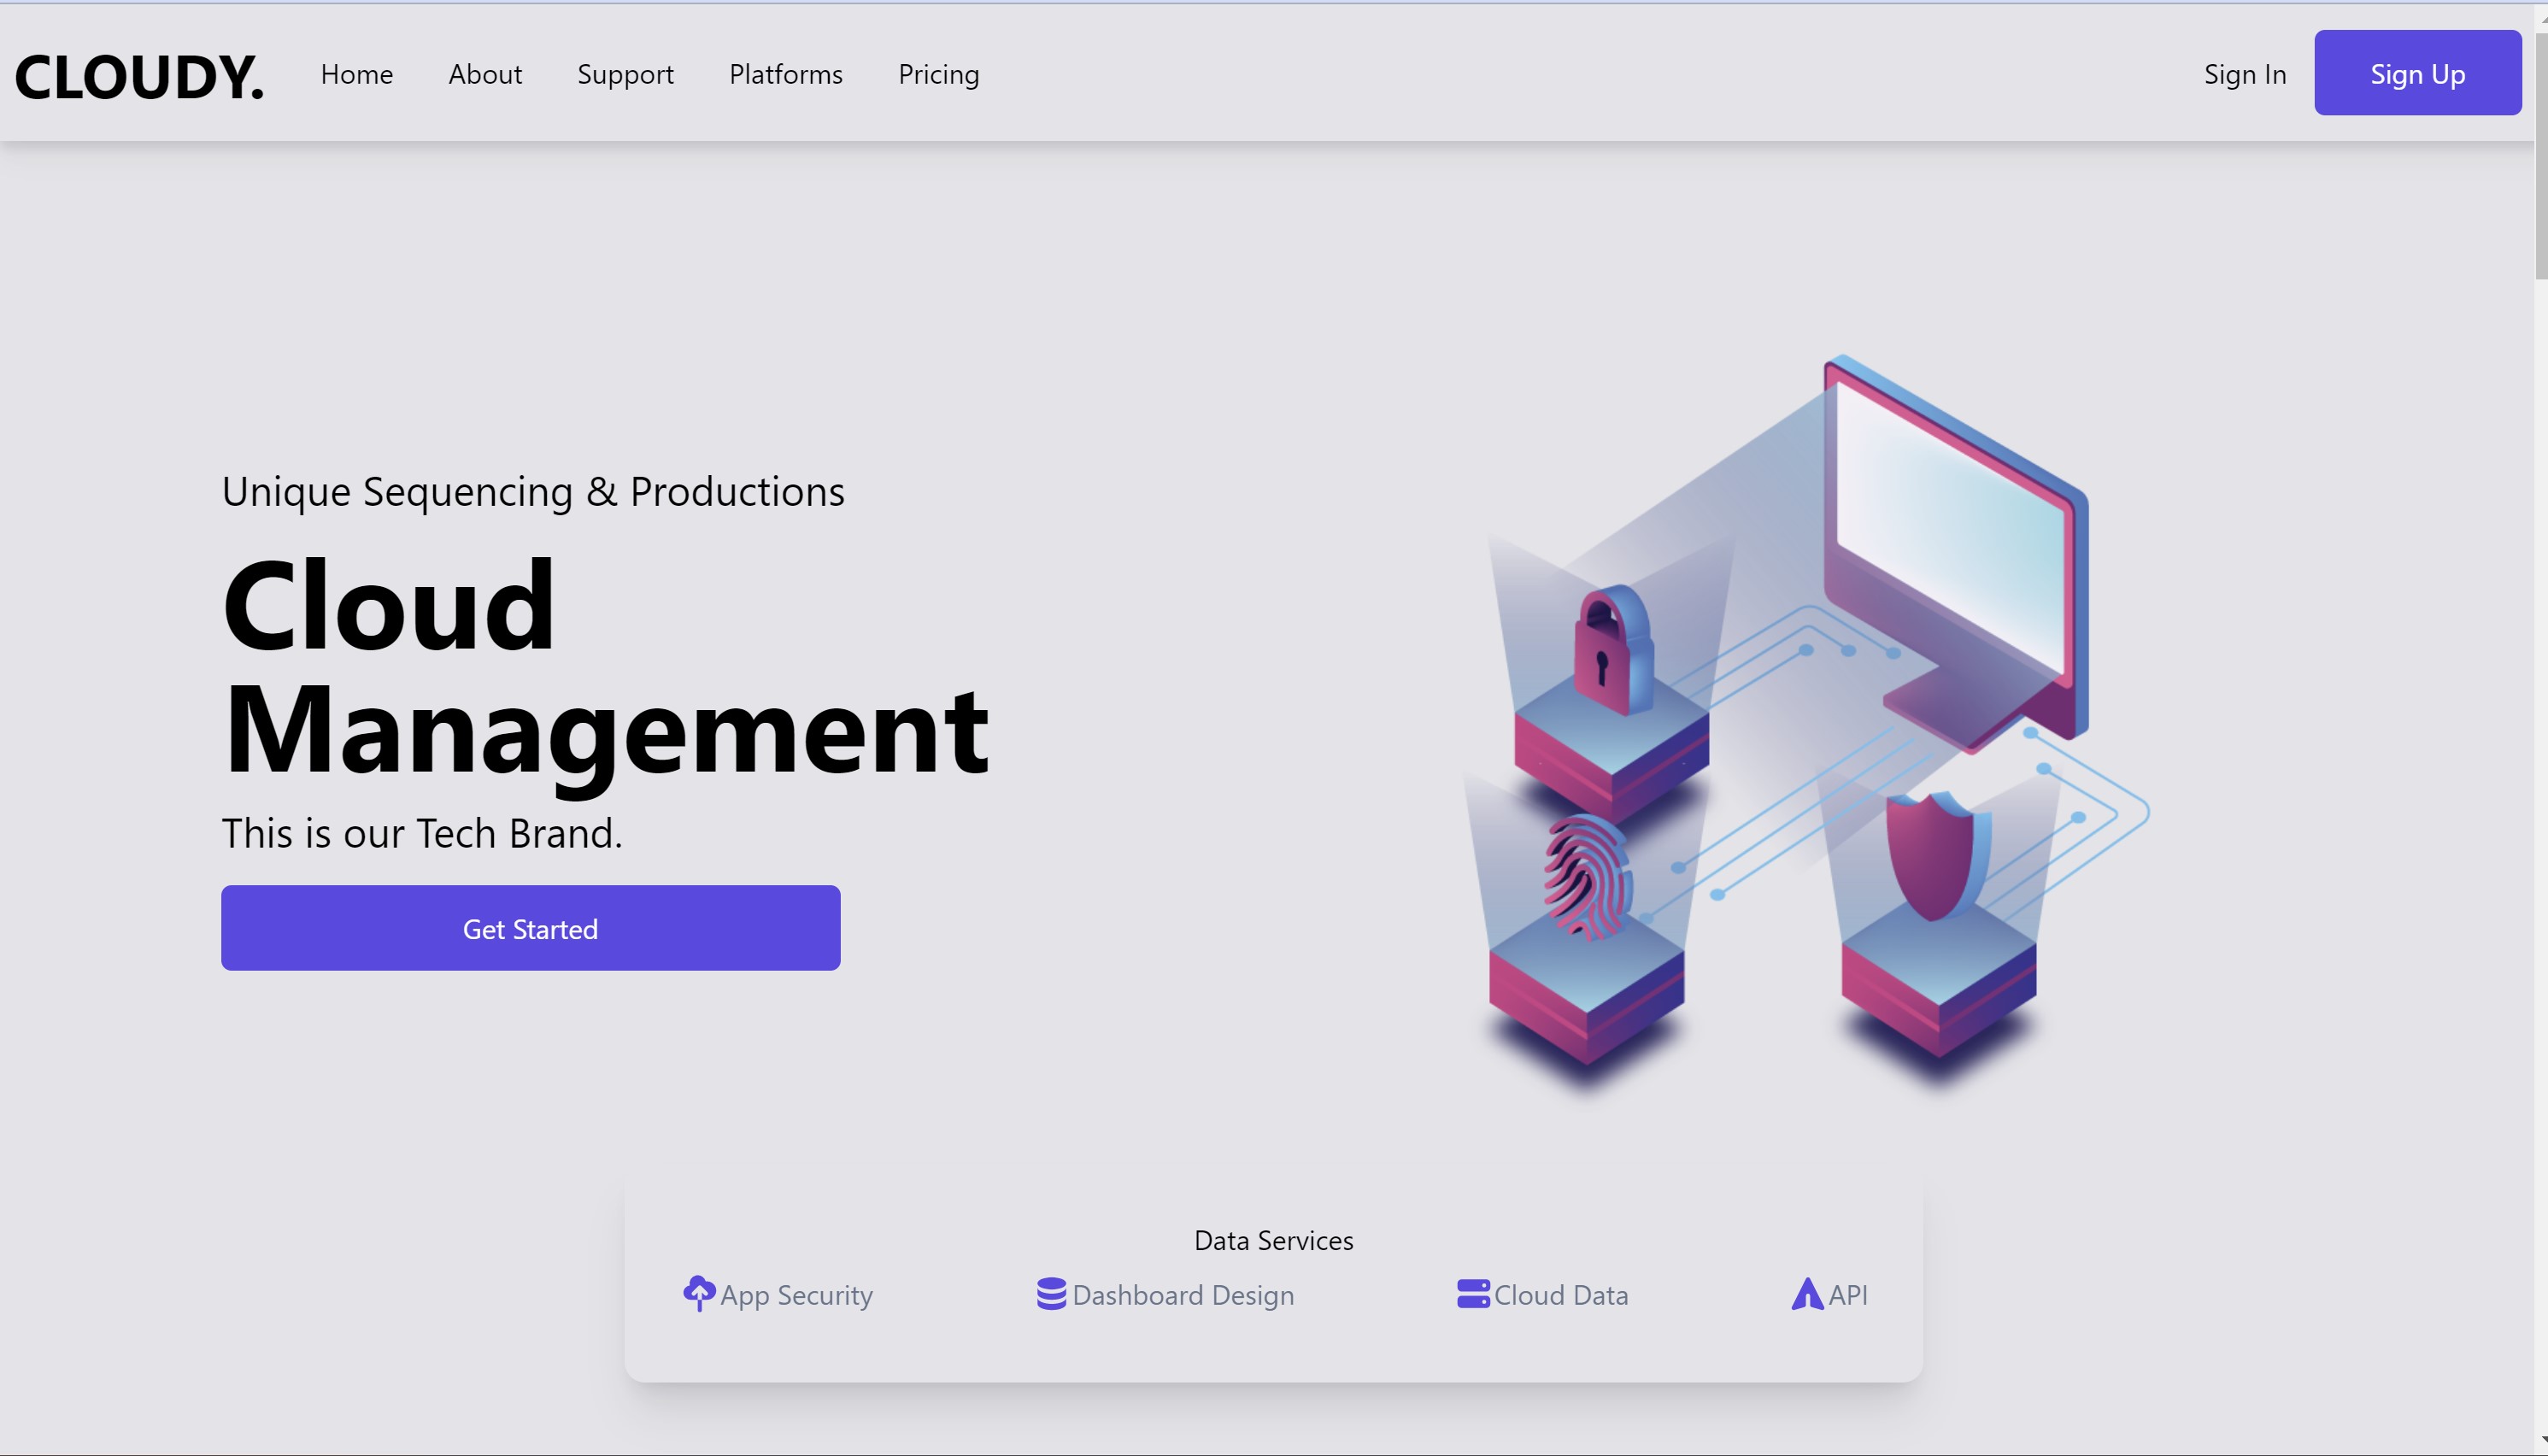 CLOUDY.
Home
About
Support
Platforms
Pricing
Sign In
Sign Up
Unique Sequencing & Productions
Cloud
Management
This is our Tech Brand.
Get Started
Data Services
App Security
Dashboard Design
Cloud Data
API